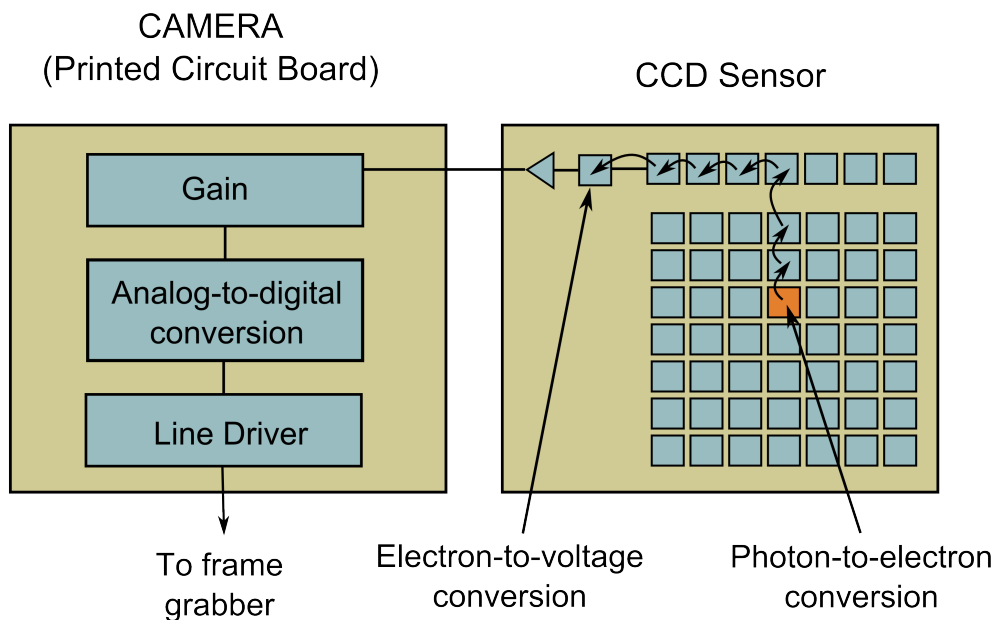 CAMERA
(Printed Circuit Board)
CCD Sensor
Gain
Analog-to-digital
conversion
Line Driver
To frame
grabber
Electron-to-voltage
conversion
Photon-to-electron
conversion